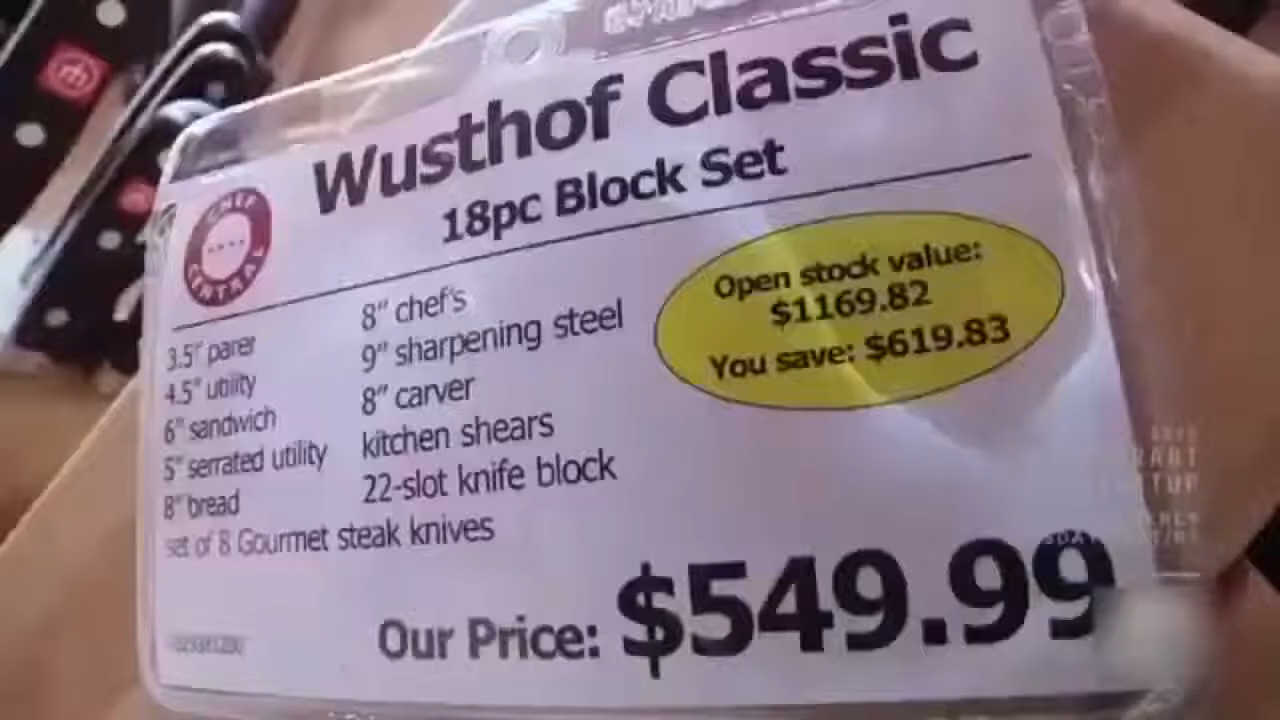 Wusthof Classic
18pc Block Set
CHEF
CENTRAL
Open stock value:
$1169.82
You save: $619.83
3.5" parer
4.5" utility
6" sandwich
5" serrated utility
8" bread
set of 8 Gourmet steak knives
8" chef's
9" sharpening steel
8" carver
kitchen shears
22-slot knife block
Our Price: $549.99